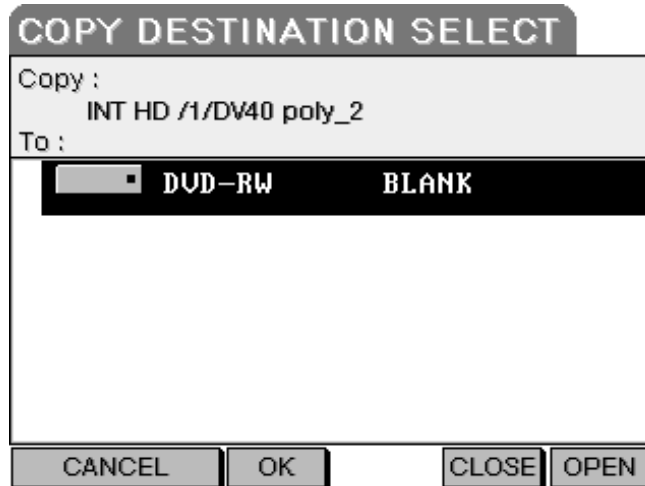 COPY DESTINATION SELECT
Copy :
INT HD /1/DV40 poly_2
To :
DVD-RW BLANK
CANCEL OK CLOSE OPEN